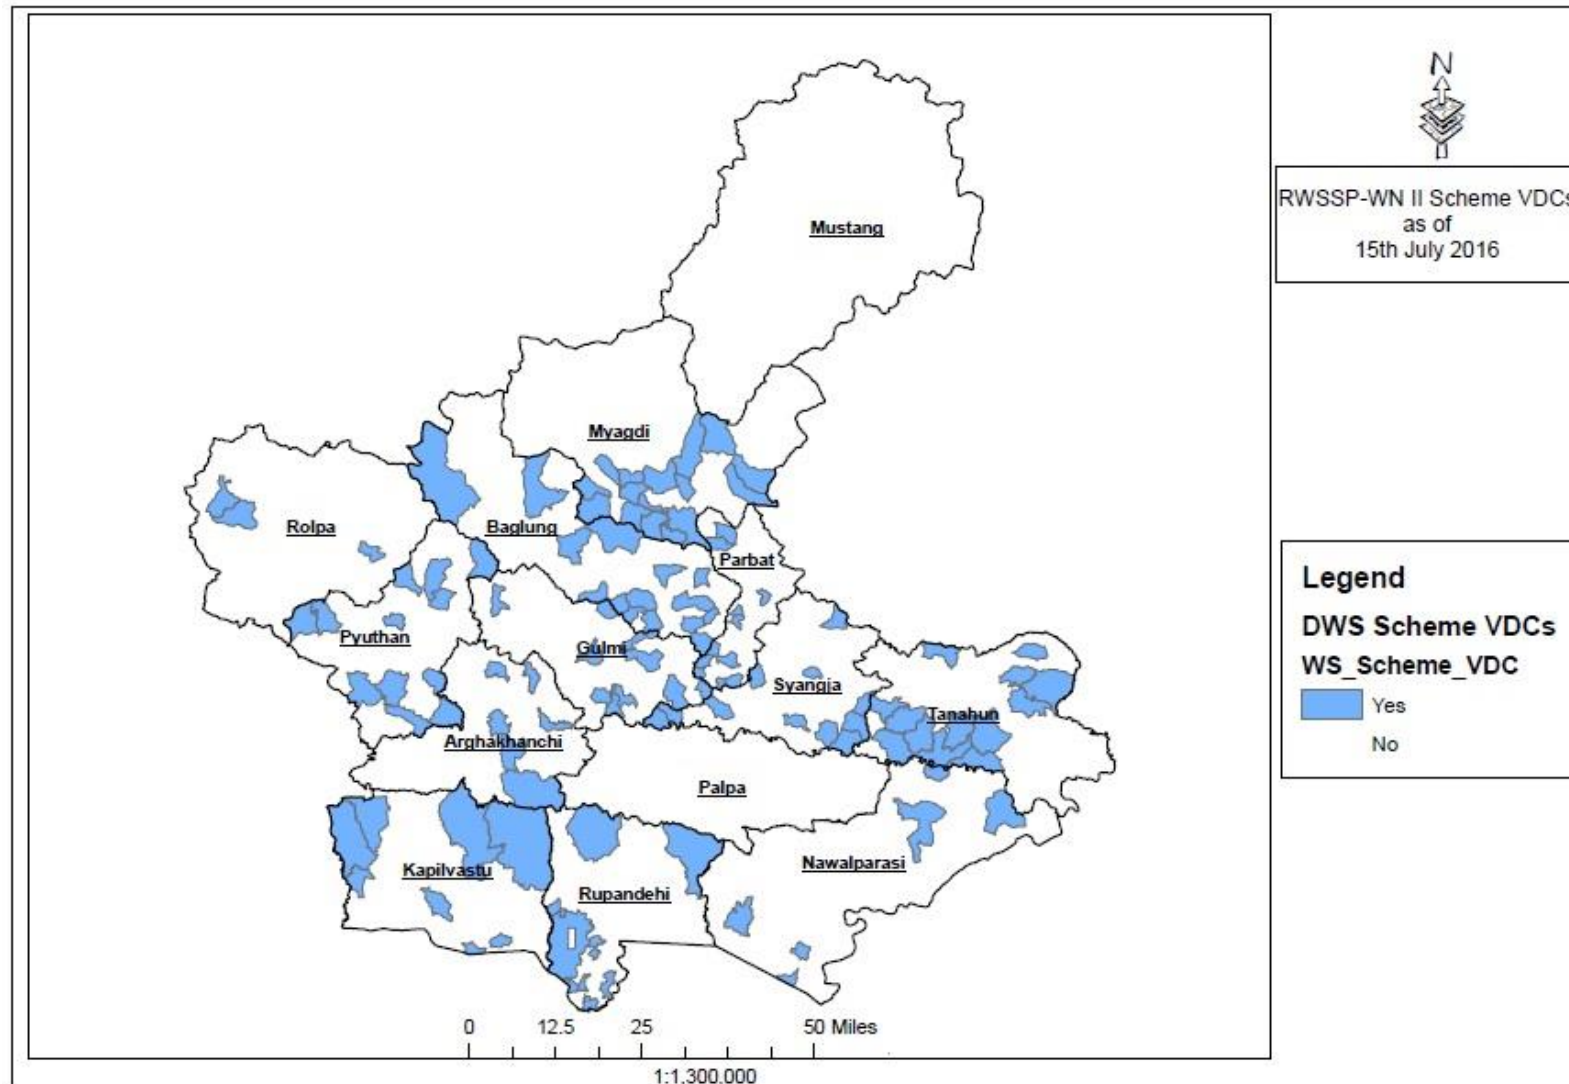 N
RWSSP-WN II Scheme VDCs
as of
15th July 2016
Mustang
Myagdi
Rolpa
Baglung
Parbat
Pyuthan
Gulmi
Syangja
Tanahun
Arghakhanchi
Palpa
Kapilvastu
Rupandehi
Nawalparasi
Legend
DWS Scheme VDCs
WS_Scheme_VDC
Yes
No
0 12.5 25 50 Miles
1:1.300.000